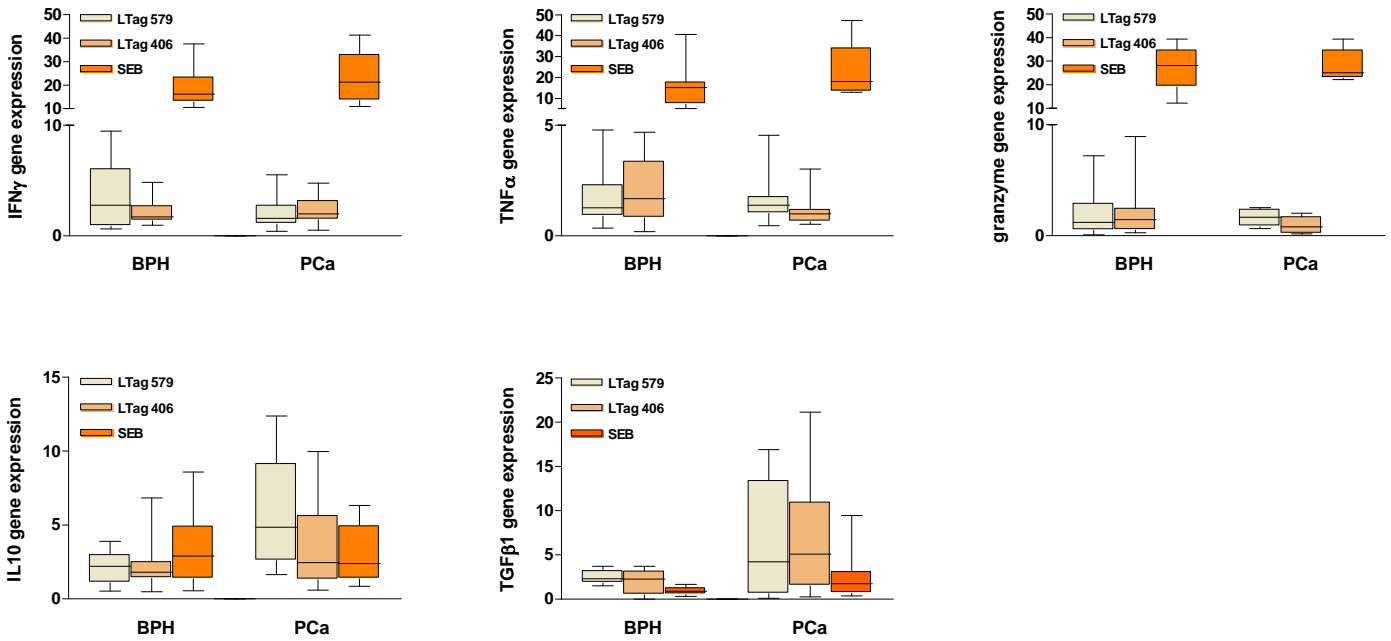 IFNγ gene expression
50
40
30
20
10
10
0
LTag 579
LTag 406
SEB
BPH
PCa
TNFα gene expression
50
40
30
20
10
5
0
LTag 579
LTag 406
SEB
BPH
PCa
granzyme gene expression
50
40
30
20
10
10
0
LTag 579
LTag 406
SEB
BPH
PCa
IL10 gene expression
15
10
5
0
LTag 579
LTag 406
SEB
BPH
PCa
TGFβ1 gene expression
25
20
15
10
5
0
LTag 579
LTag 406
SEB
BPH
PCa